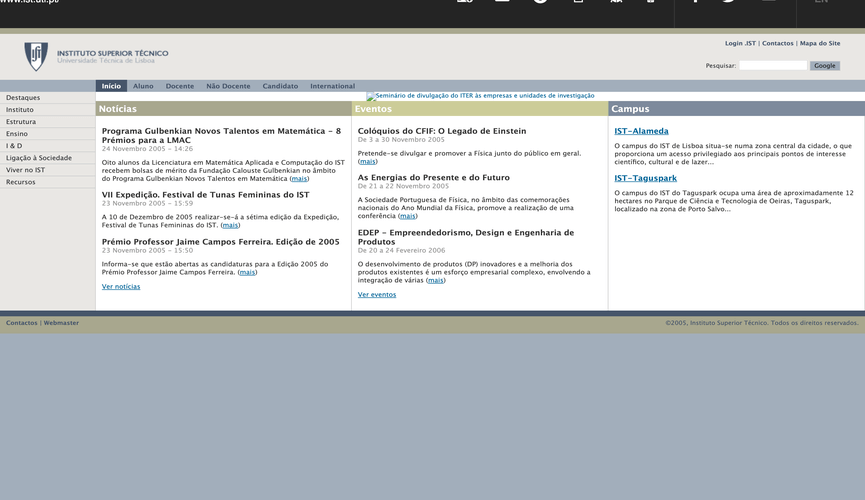 www.ist.utl.pt/
EN
INSTITUTO SUPERIOR TÉCNICO
Universidade Técnica de Lisboa
Login .IST | Contactos | Mapa do Site
Pesquisar: Google
Início Aluno Docente Não Docente Candidato International
Destaques
Instituto
Estrutura
Ensino
I & D
Ligação à Sociedade
Viver no IST
Recursos
Seminário de divulgação do ITER às empresas e unidades de investigação
Notícias
Programa Gulbenkian Novos Talentos em Matemática - 8
Prémios para a LMAC
24 Novembro 2005 - 14:26
Oito alunos da Licenciatura em Matemática Aplicada e Computação do IST
recebem bolsas de mérito da Fundação Calouste Gulbenkian no âmbito
do Programa Gulbenkian Novos Talentos em Matemática (mais)
VII Expedição. Festival de Tunas Femininas do IST
23 Novembro 2005 - 15:59
A 10 de Dezembro de 2005 realizar-se-á a sétima edição da Expedição,
Festival de Tunas Femininas do IST. (mais)
Prémio Professor Jaime Campos Ferreira. Edição de 2005
23 Novembro 2005 - 15:50
Informa-se que estão abertas as candidaturas para a Edição 2005 do
Prémio Professor Jaime Campos Ferreira. (mais)
Ver notícias
Eventos
Colóquios do CFIF: O Legado de Einstein
De 3 a 30 Novembro 2005
Pretende-se divulgar e promover a Física junto do público em geral.
(mais)
As Energias do Presente e do Futuro
De 21 a 22 Novembro 2005
A Sociedade Portuguesa de Física, no âmbito das comemorações
nacionais do Ano Mundial da Física, promove a realização de uma
conferência (mais)
EDEP - Empreendedorismo, Design e Engenharia de
Produtos
De 20 a 24 Fevereiro 2006
O desenvolvimento de produtos (DP) inovadores e a melhoria dos
produtos existentes é um esforço empresarial complexo, envolvendo a
integração de várias (mais)
Ver eventos
Campus
IST-Alameda
O campus do IST de Lisboa situa-se numa zona central da cidade, o que
proporciona um acesso privilegiado aos principais pontos de interesse
científico, cultural e de lazer...
IST-Taguspark
O campus do IST do Taguspark ocupa uma área de aproximadamente 12
hectares no Parque de Ciência e Tecnologia de Oeiras, Taguspark,
localizado na zona de Porto Salvo...
Contactos | Webmaster
©2005, Instituto Superior Técnico. Todos os direitos reservados.